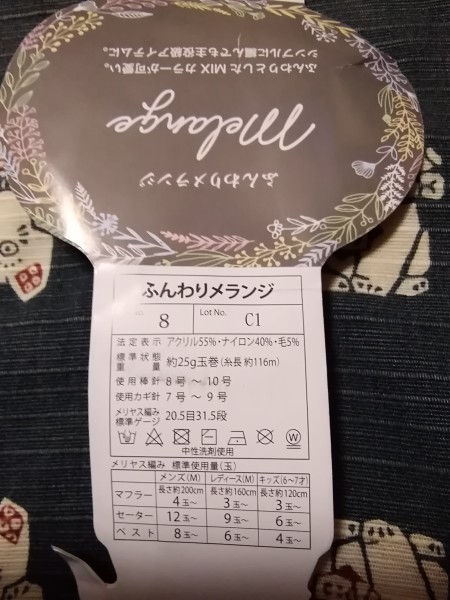 ふんわりメランジ
Melange
ふんわりとしたMIXカラーが可愛い。
シンプルに編んでも主役級アイテムに。
ふんわりメランジ
8 Lot No. C1
法定表示 アクリル55%・ナイロン40%・毛5%
標準状態重量 約25g玉巻(糸長約116m)
使用棒針 8号〜10号
使用カギ針 7号〜9号
メリヤス編み標準ゲージ 20.5目31.5段
中性洗剤使用
メリヤス編み 標準使用量(玉)
メンズ(M) レディース(M) キッズ(6〜7才)
マフラー 長さ約200cm 4玉〜 長さ約160cm 3玉〜 長さ約120cm 3玉〜
セーター 12玉〜 9玉〜 6玉〜
ベスト 8玉〜 6玉〜 4玉〜